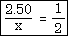 2.50/x = 1/2